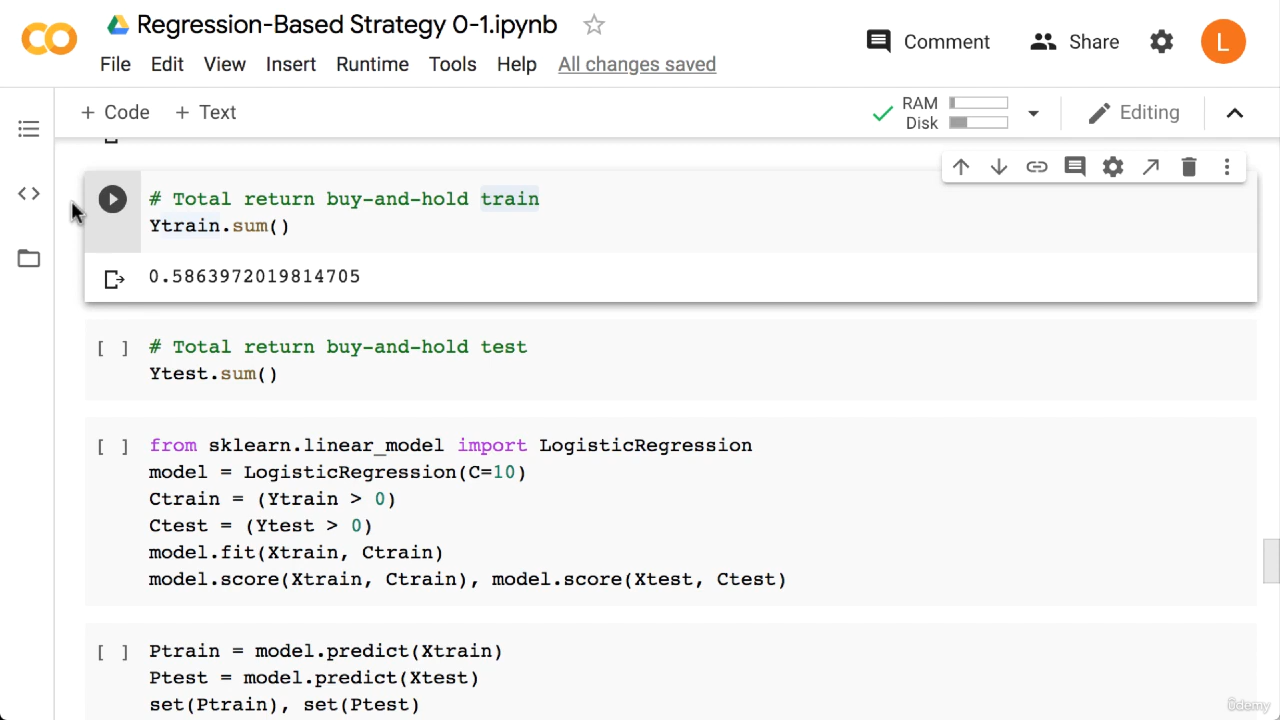 Regression-Based Strategy 0-1.ipynb
File Edit View Insert Runtime Tools Help All changes saved
Comment Share L
+ Code + Text
RAM
Disk
Editing
# Total return buy-and-hold train
Ytrain.sum()
0.5863972019814705
[ ] # Total return buy-and-hold test
Ytest.sum()
[ ] from sklearn.linear_model import LogisticRegression
model = LogisticRegression(C=10)
Ctrain = (Ytrain > 0)
Ctest = (Ytest > 0)
model.fit(Xtrain, Ctrain)
model.score(Xtrain, Ctrain), model.score(Xtest, Ctest)
[ ] Ptrain = model.predict(Xtrain)
Ptest = model.predict(Xtest)
set(Ptrain), set(Ptest)
ûdemy